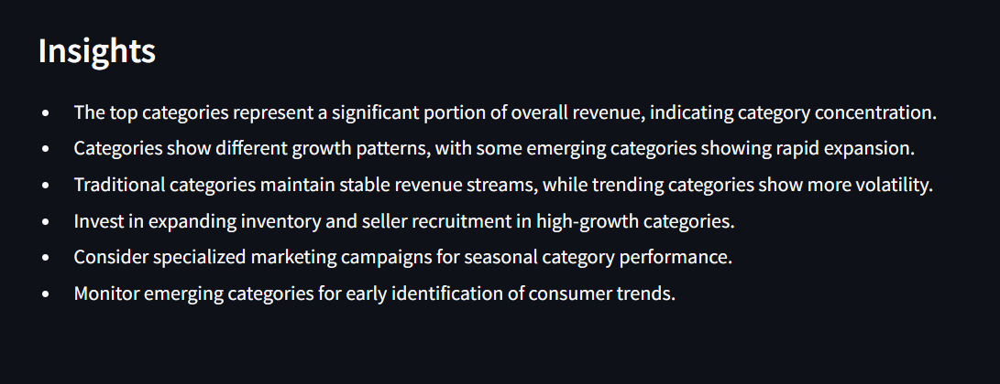 Insights
• The top categories represent a significant portion of overall revenue, indicating category concentration.
• Categories show different growth patterns, with some emerging categories showing rapid expansion.
• Traditional categories maintain stable revenue streams, while trending categories show more volatility.
• Invest in expanding inventory and seller recruitment in high-growth categories.
• Consider specialized marketing campaigns for seasonal category performance.
• Monitor emerging categories for early identification of consumer trends.